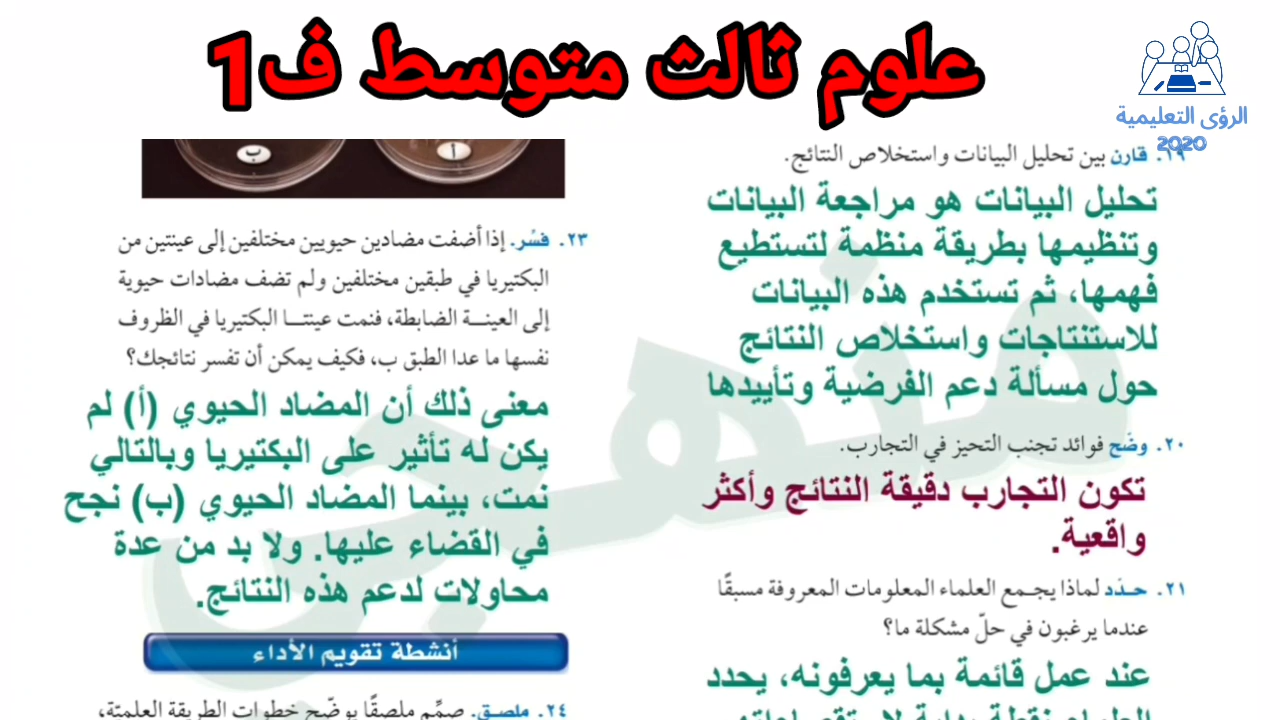 علوم ثالث متوسط ف1
الرؤى التعليمية
2020
١٩. قارن بين تحليل البيانات واستخلاص النتائج.
تحليل البيانات هو مراجعة البيانات
وتنظيمها بطريقة منظمة لتستطيع
فهمها، ثم تستخدم هذه البيانات
للاستنتاجات واستخلاص النتائج
حول مسألة دعم الفرضية وتأييدها
٢٠. وضّح فوائد تجنب التحيز في التجارب.
تكون التجارب دقيقة النتائج وأكثر
واقعية.
٢١. حدّد لماذا يجمع العلماء المعلومات المعروفة مسبقًا
عندما يرغبون في حلّ مشكلة ما؟
عند عمل قائمة بما يعرفونه، يحدد
ب
أ
٢٣. فسّر. إذا أضفت مضادين حيويين مختلفين إلى عينتين من
البكتيريا في طبقين مختلفين ولم تضف مضادات حيوية
إلى العينة الضابطة، فنمت عينتا البكتيريا في الظروف
نفسها ما عدا الطبق ب، فكيف يمكن أن تفسر نتائجك؟
معنى ذلك أن المضاد الحيوي (أ) لم
يكن له تأثير على البكتيريا وبالتالي
نمت، بينما المضاد الحيوي (ب) نجح
في القضاء عليها. ولا بد من عدة
محاولات لدعم هذه النتائج.
أنشطة تقويم الأداء
٢٤. ملصق. صمِّم ملصقًا يوضّح خطوات الطريقة العلميّة،
منهجي